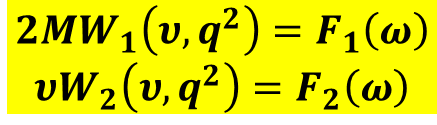 2MW₁(υ, q²) = F₁(ω)
υW₂(υ, q²) = F₂(ω)